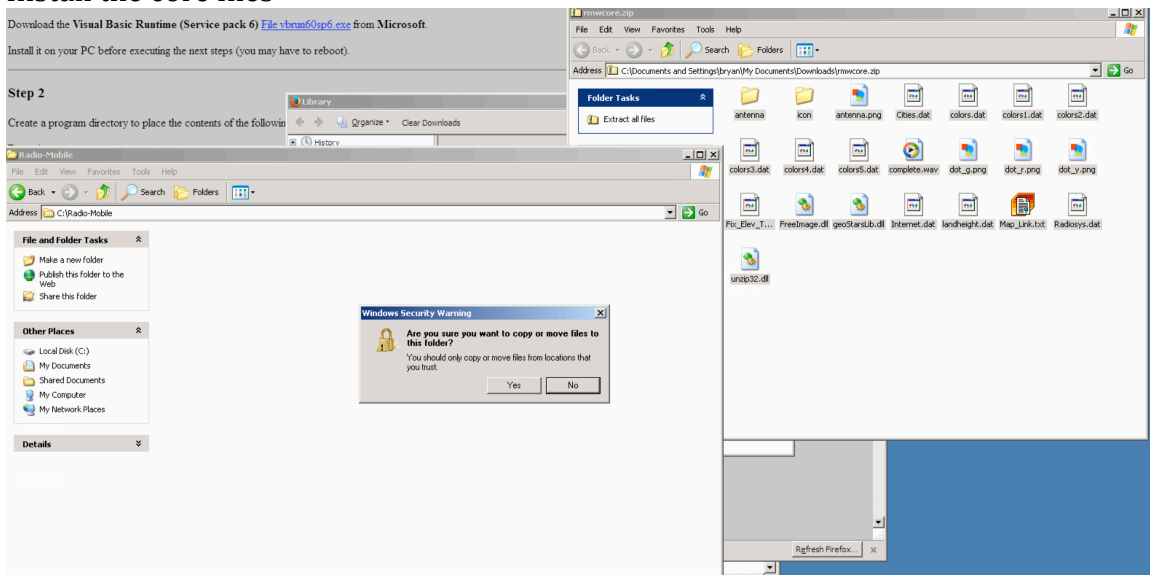 Install the core files
Download the Visual Basic Runtime (Service pack 6) File vbrun60sp6.exe from Microsoft.
Install it on your PC before executing the next steps (you may have to reboot).
Step 2
Create a program directory to place the contents of the followin
Library
Organize
Clear Downloads
History
rmwcore.zip
File Edit View Favorites Tools Help
Back Search Folders
Address C:\Documents and Settings\bryan\My Documents\Downloads\rmwcore.zip Go
Folder Tasks
Extract all files
antenna icon antenna.png Cities.dat colors.dat colors1.dat colors2.dat
colors3.dat colors4.dat colors5.dat complete.wav dot_g.png dot_r.png dot_y.png
Fix_Elev_T... FreeImage.dll geoStarsLib.dll Internet.dat landheight.dat Map_Link.txt Radiosys.dat
unzip32.dll
Radio-Mobile
File Edit View Favorites Tools Help
Back Search Folders
Address C:\Radio-Mobile Go
File and Folder Tasks
Make a new folder
Publish this folder to the
Web
Share this folder
Other Places
Local Disk (C:)
My Documents
Shared Documents
My Computer
My Network Places
Details
Windows Security Warning
Are you sure you want to copy or move files to
this folder?
You should only copy or move files from locations that
you trust.
Yes No
Refresh Firefox...